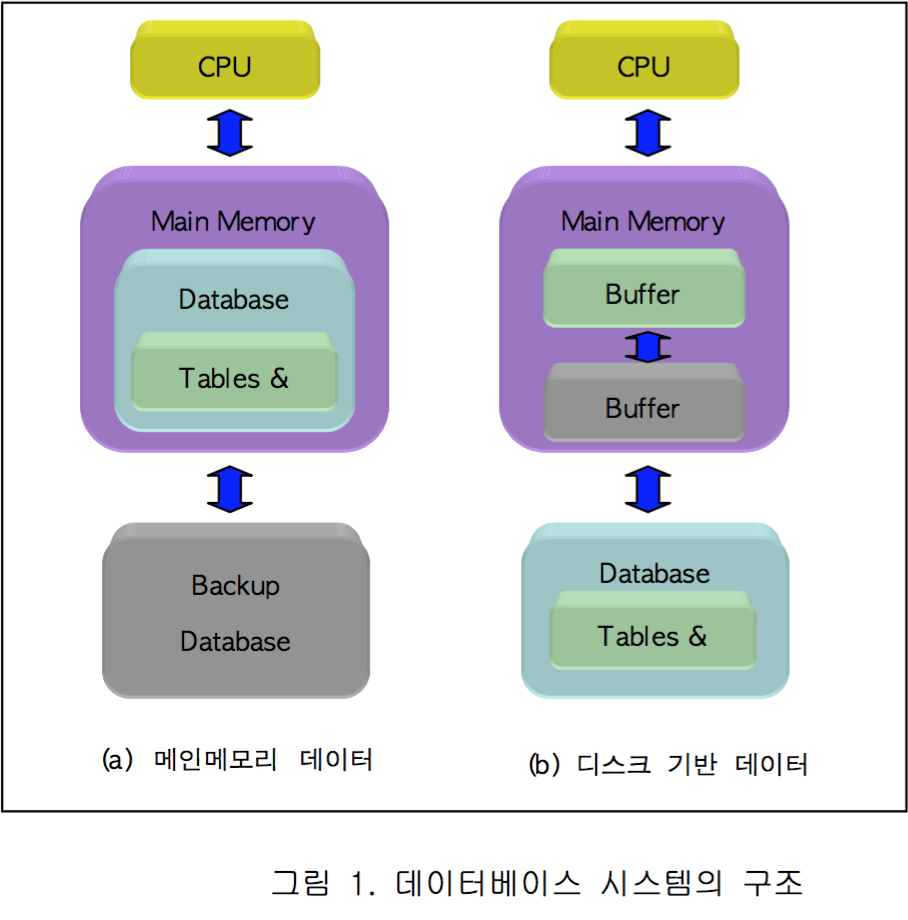 CPU
Main Memory
Database
Tables &
Backup
Database
(a) 메인메모리 데이터
CPU
Main Memory
Buffer
Buffer
Database
Tables &
(b) 디스크 기반 데이터
그림 1. 데이터베이스 시스템의 구조